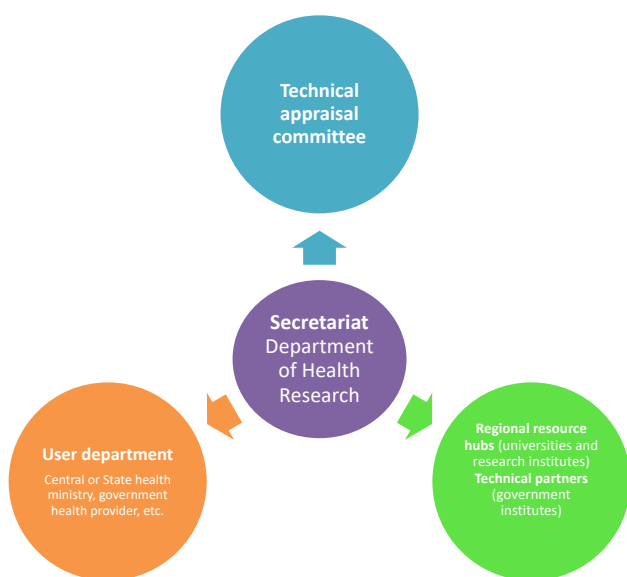 Technical
appraisal
committee
Secretariat
Department
of Health
Research
User department
Central or State health
ministry, government
health provider, etc.
Regional resource
hubs (universities and
research institutes)
Technical partners
(government
institutes)